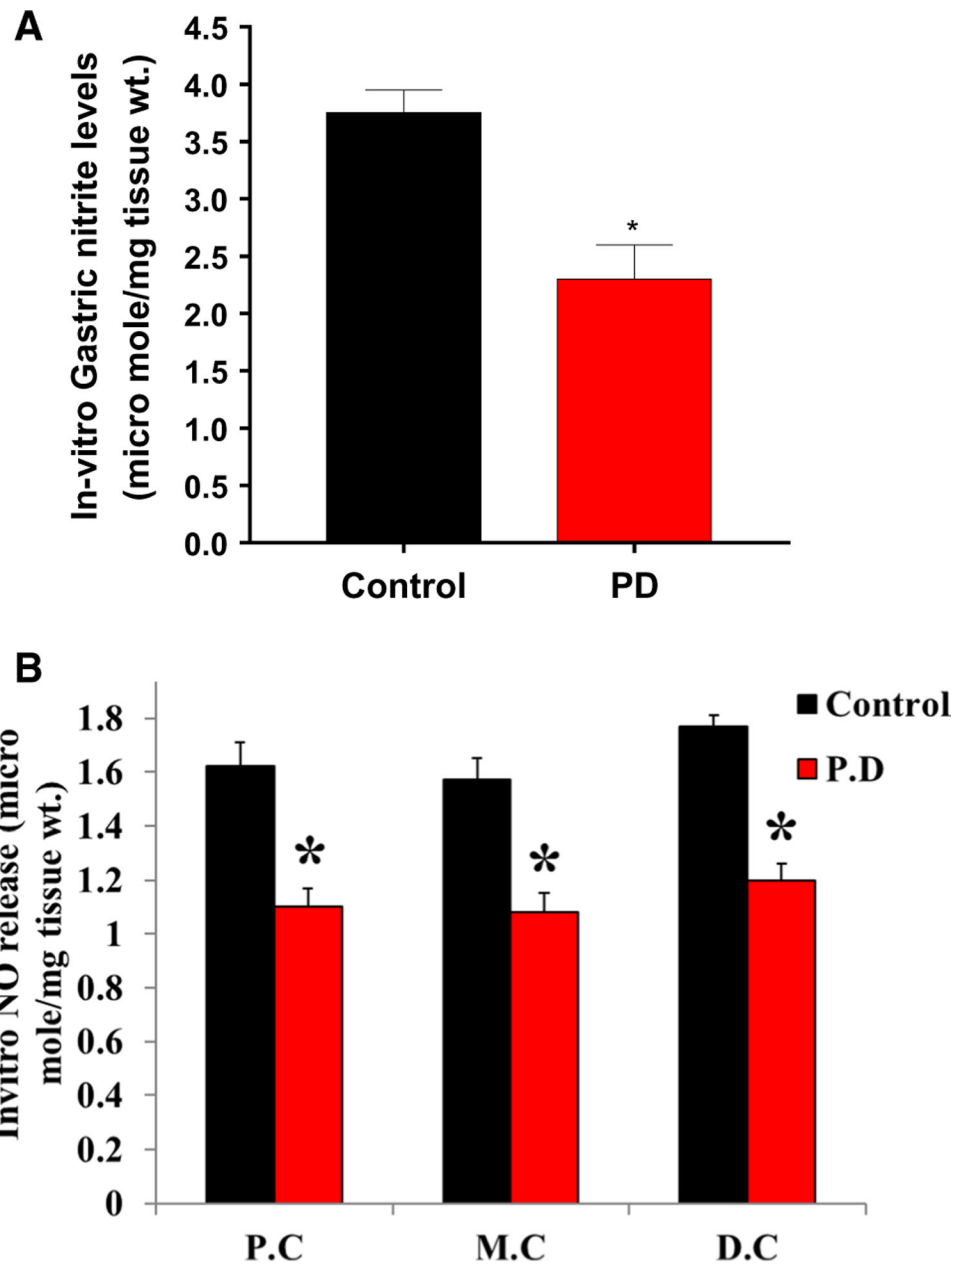 A
In-vitro Gastric nitrite levels
(micro mole/mg tissue wt.)
4.5
4.0
3.5
3.0
2.5
2.0
1.5
1.0
0.5
0.0
*
Control
PD
B
Invitro NO release (micro
mole/mg tissue wt.)
1.8
1.6
1.4
1.2
1
0.8
0.6
0.4
0.2
0
*
*
*
Control
P.D
P.C
M.C
D.C